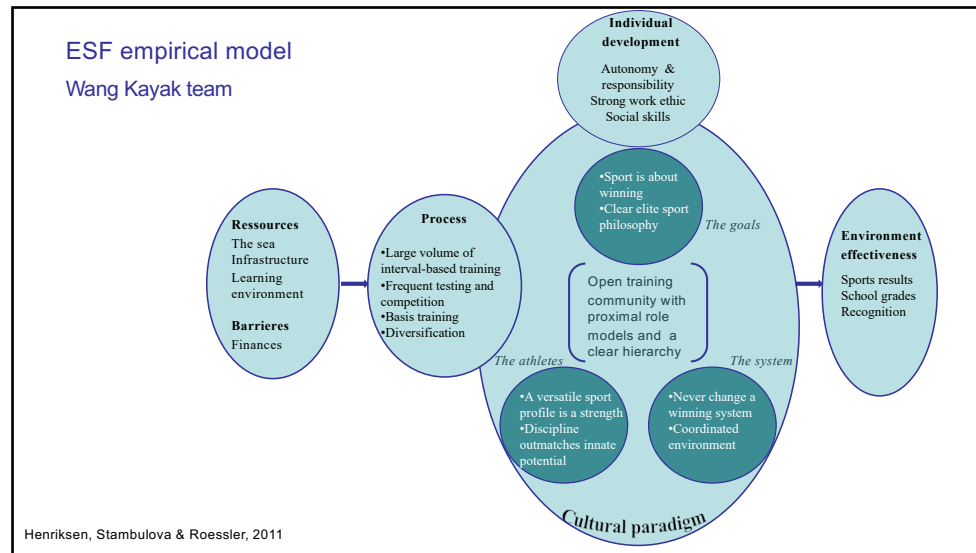 ESF empirical model
Wang Kayak team
Individual
development
Autonomy &
responsibility
Strong work ethic
Social skills
Ressources
The sea
Infrastructure
Learning
environment
Barrieres
Finances
Process
•Large volume of
interval-based training
•Frequent testing and
competition
•Basis training
•Diversification
•Sport is about
winning
•Clear elite sport
philosophy
The goals
Open training
community with
proximal role
models and a
clear hierarchy
The athletes
•A versatile sport
profile is a strength
•Discipline
outmatches innate
potential
The system
•Never change a
winning system
•Coordinated
environment
Cultural paradigm
Environment
effectiveness
Sports results
School grades
Recognition
Henriksen, Stambulova & Roessler, 2011